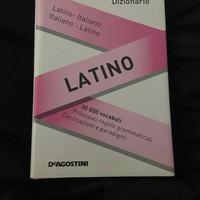 Dizionario
Latino - Italiano
Italiano - Latino
LATINO
30 000 vocaboli
Principali regole grammaticali
Declinazioni e paradigmi
DeAGOSTINI